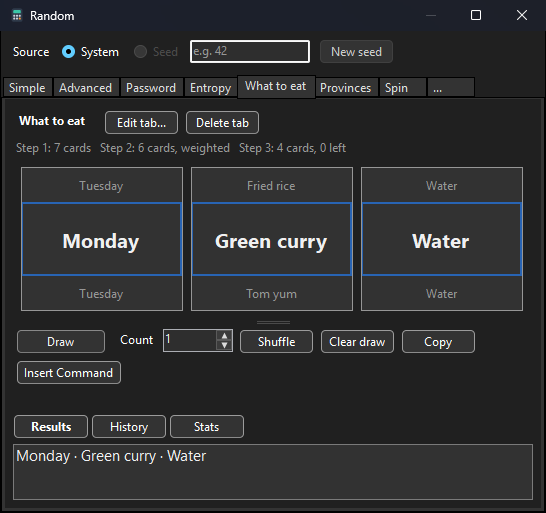 Random
Source System Seed e.g. 42 New seed
Simple Advanced Password Entropy What to eat Provinces Spin ...
What to eat Edit tab... Delete tab
Step 1: 7 cards Step 2: 6 cards, weighted Step 3: 4 cards, 0 left
Tuesday Fried rice Water
Monday Green curry Water
Tuesday Tom yum Water
Draw Count 1 Shuffle Clear draw Copy
Insert Command
Results History Stats
Monday · Green curry · Water